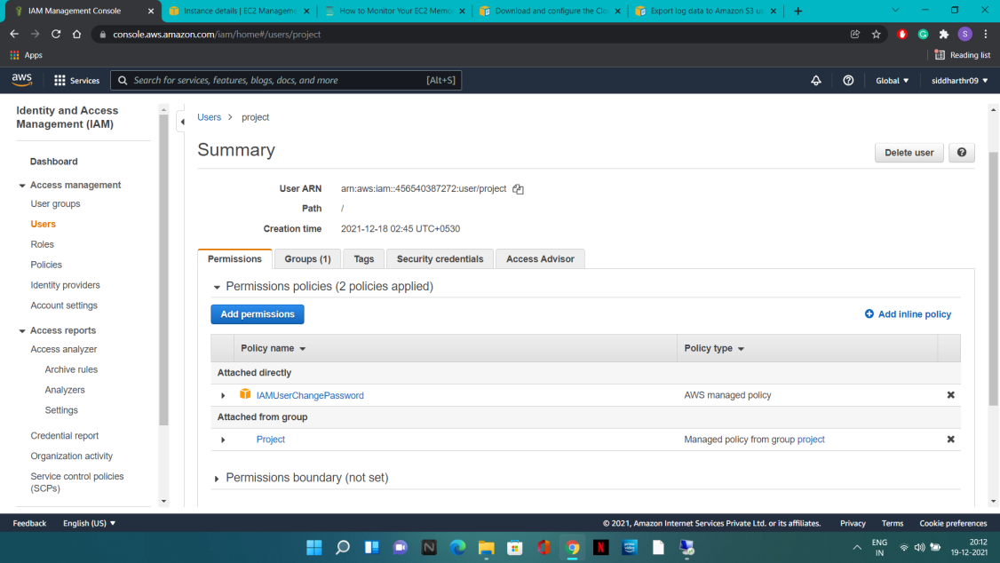 IAM Management Console
Instance details | EC2 Managemen
How to Monitor Your EC2 Memor
Download and configure the Clo
Export log data to Amazon S3 us
console.aws.amazon.com/iam/home#/users/project
S
Apps
Reading list
aws
Services
Search for services, features, blogs, docs, and more
[Alt+S]
Global
siddharthr09
Identity and Access
Management (IAM)
Dashboard
Access management
User groups
Users
Roles
Policies
Identity providers
Account settings
Access reports
Access analyzer
Archive rules
Analyzers
Settings
Credential report
Organization activity
Service control policies
(SCPs)
Users > project
Summary
Delete user
User ARN arn:aws:iam::456540387272:user/project
Path /
Creation time 2021-12-18 02:45 UTC+0530
Permissions Groups (1) Tags Security credentials Access Advisor
Permissions policies (2 policies applied)
Add permissions
Add inline policy
Policy name Policy type
Attached directly
IAMUserChangePassword AWS managed policy
Attached from group
Project Managed policy from group project
Permissions boundary (not set)
Feedback English (US)
© 2021, Amazon Internet Services Private Ltd. or its affiliates. Privacy Terms Cookie preferences
ENG
IN
20:12
19-12-2021